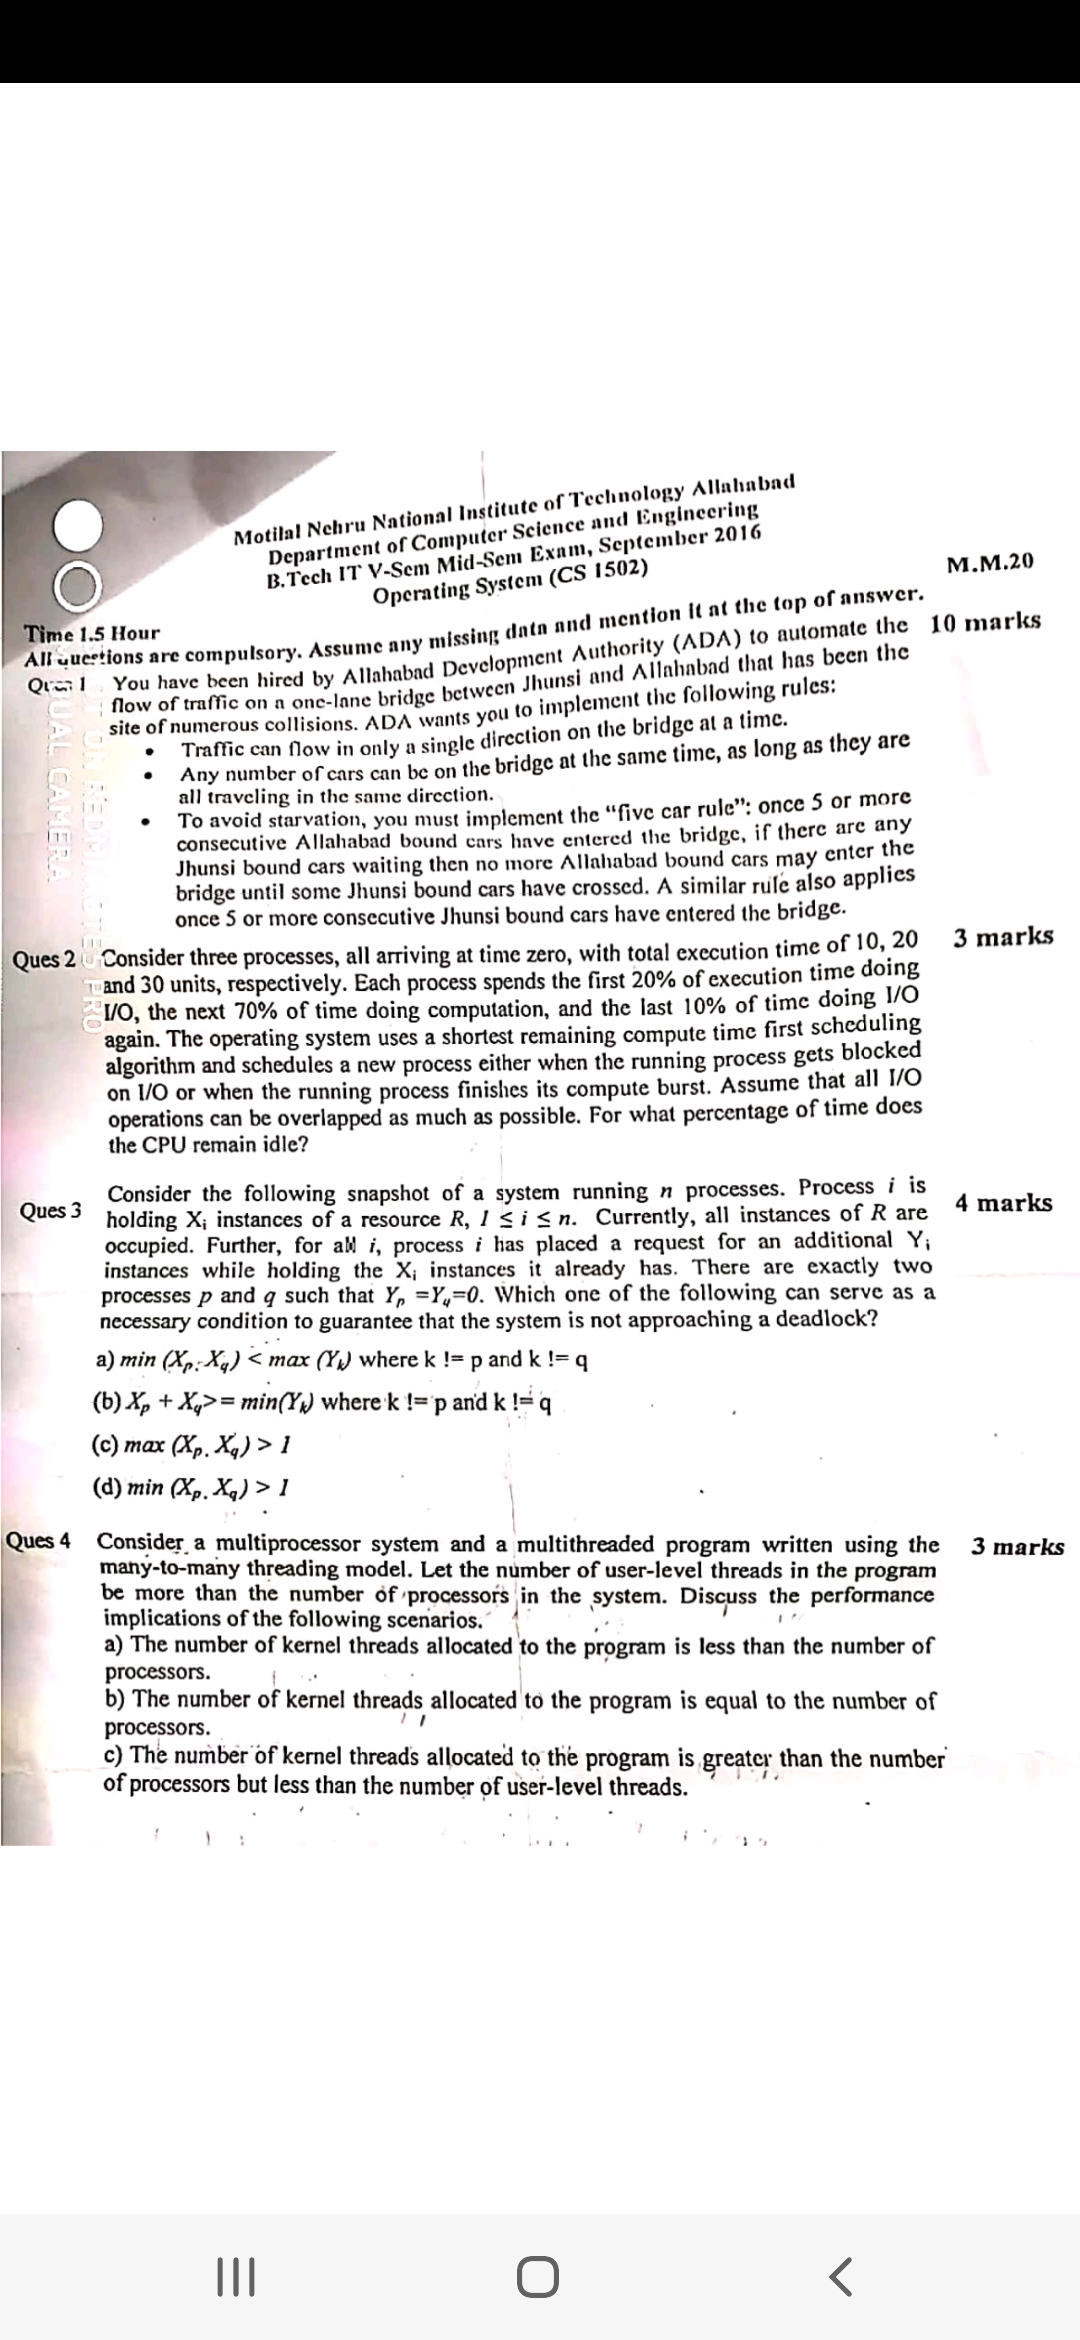 Motilal Nehru National Institute of Technology Allahabad
Department of Computer Science and Engineering
B.Tech IT V-Sem Mid-Sem Exam, September 2016
Operating System (CS 1502)
M.M.20
Time 1.5 Hour
All questions are compulsory. Assume any missing data and mention it at the top of answer.
Ques 1 You have been hired by Allahabad Development Authority (ADA) to automate the 10 marks
flow of traffic on a one-lane bridge between Jhunsi and Allahabad that has been the
site of numerous collisions. ADA wants you to implement the following rules:
• Traffic can flow in only a single direction on the bridge at a time.
• Any number of cars can be on the bridge at the same time, as long as they are
all traveling in the same direction.
• To avoid starvation, you must implement the “five car rule”: once 5 or more
consecutive Allahabad bound cars have entered the bridge, if there are any
Jhunsi bound cars waiting then no more Allahabad bound cars may enter the
bridge until some Jhunsi bound cars have crossed. A similar rule also applies
once 5 or more consecutive Jhunsi bound cars have entered the bridge.
Ques 2 Consider three processes, all arriving at time zero, with total execution time of 10, 20 3 marks
and 30 units, respectively. Each process spends the first 20% of execution time doing
I/O, the next 70% of time doing computation, and the last 10% of time doing I/O
again. The operating system uses a shortest remaining compute time first scheduling
algorithm and schedules a new process either when the running process gets blocked
on I/O or when the running process finishes its compute burst. Assume that all I/O
operations can be overlapped as much as possible. For what percentage of time does
the CPU remain idle?
Ques 3 Consider the following snapshot of a system running n processes. Process i is 4 marks
holding Xi instances of a resource R, 1 ≤ i ≤ n. Currently, all instances of R are
occupied. Further, for all i, process i has placed a request for an additional Yi
instances while holding the Xi instances it already has. There are exactly two
processes p and q such that Yp =Yq=0. Which one of the following can serve as a
necessary condition to guarantee that the system is not approaching a deadlock?
a) min (Xp, Xq) < max (Yk) where k != p and k != q
(b) Xp + Xq>= min(Yk) where k != p and k != q
(c) max (Xp, Xq) > 1
(d) min (Xp, Xq) > 1
Ques 4 Consider a multiprocessor system and a multithreaded program written using the 3 marks
many-to-many threading model. Let the number of user-level threads in the program
be more than the number of processors in the system. Discuss the performance
implications of the following scenarios.
a) The number of kernel threads allocated to the program is less than the number of
processors.
b) The number of kernel threads allocated to the program is equal to the number of
processors.
c) The number of kernel threads allocated to the program is greater than the number
of processors but less than the number of user-level threads.
DUAL CAMERA